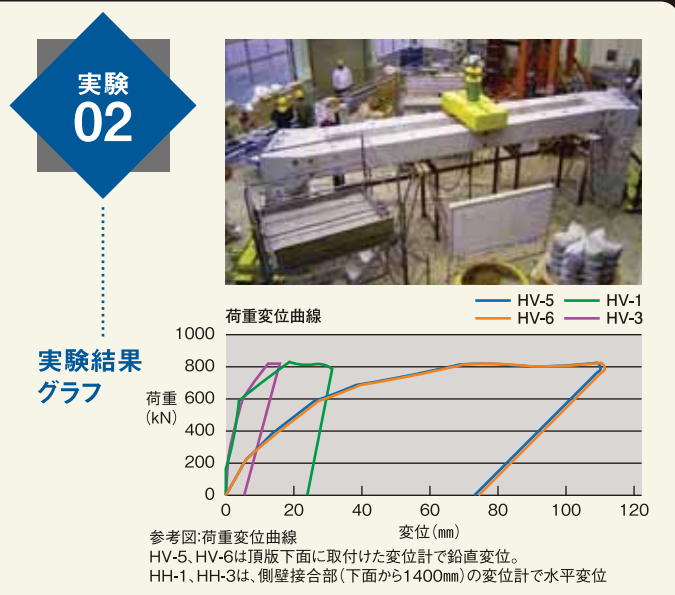 実験
02
実験結果
グラフ
荷重変位曲線
HV-5
HV-1
HV-6
HV-3
荷重
(kN)
1000
800
600
400
200
0
0 20 40 60 80 100 120
変位(㎜)
参考図:荷重変位曲線
HV-5、HV-6は頂版下面に取付けた変位計で鉛直変位。
HH-1、HH-3は、側壁接合部(下面から1400㎜)の変位計で水平変位